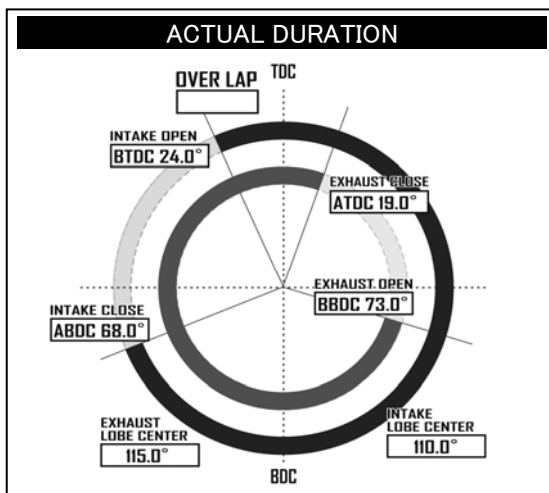 ACTUAL DURATION
TDC
OVER LAP
INTAKE OPEN
BTDC 24.0°
EXHAUST CLOSE
ATDC 19.0°
EXHAUST OPEN
BBDC 73.0°
INTAKE CLOSE
ABDC 68.0°
EXHAUST
LOBE CENTER
115.0°
INTAKE
LOBE CENTER
110.0°
BDC